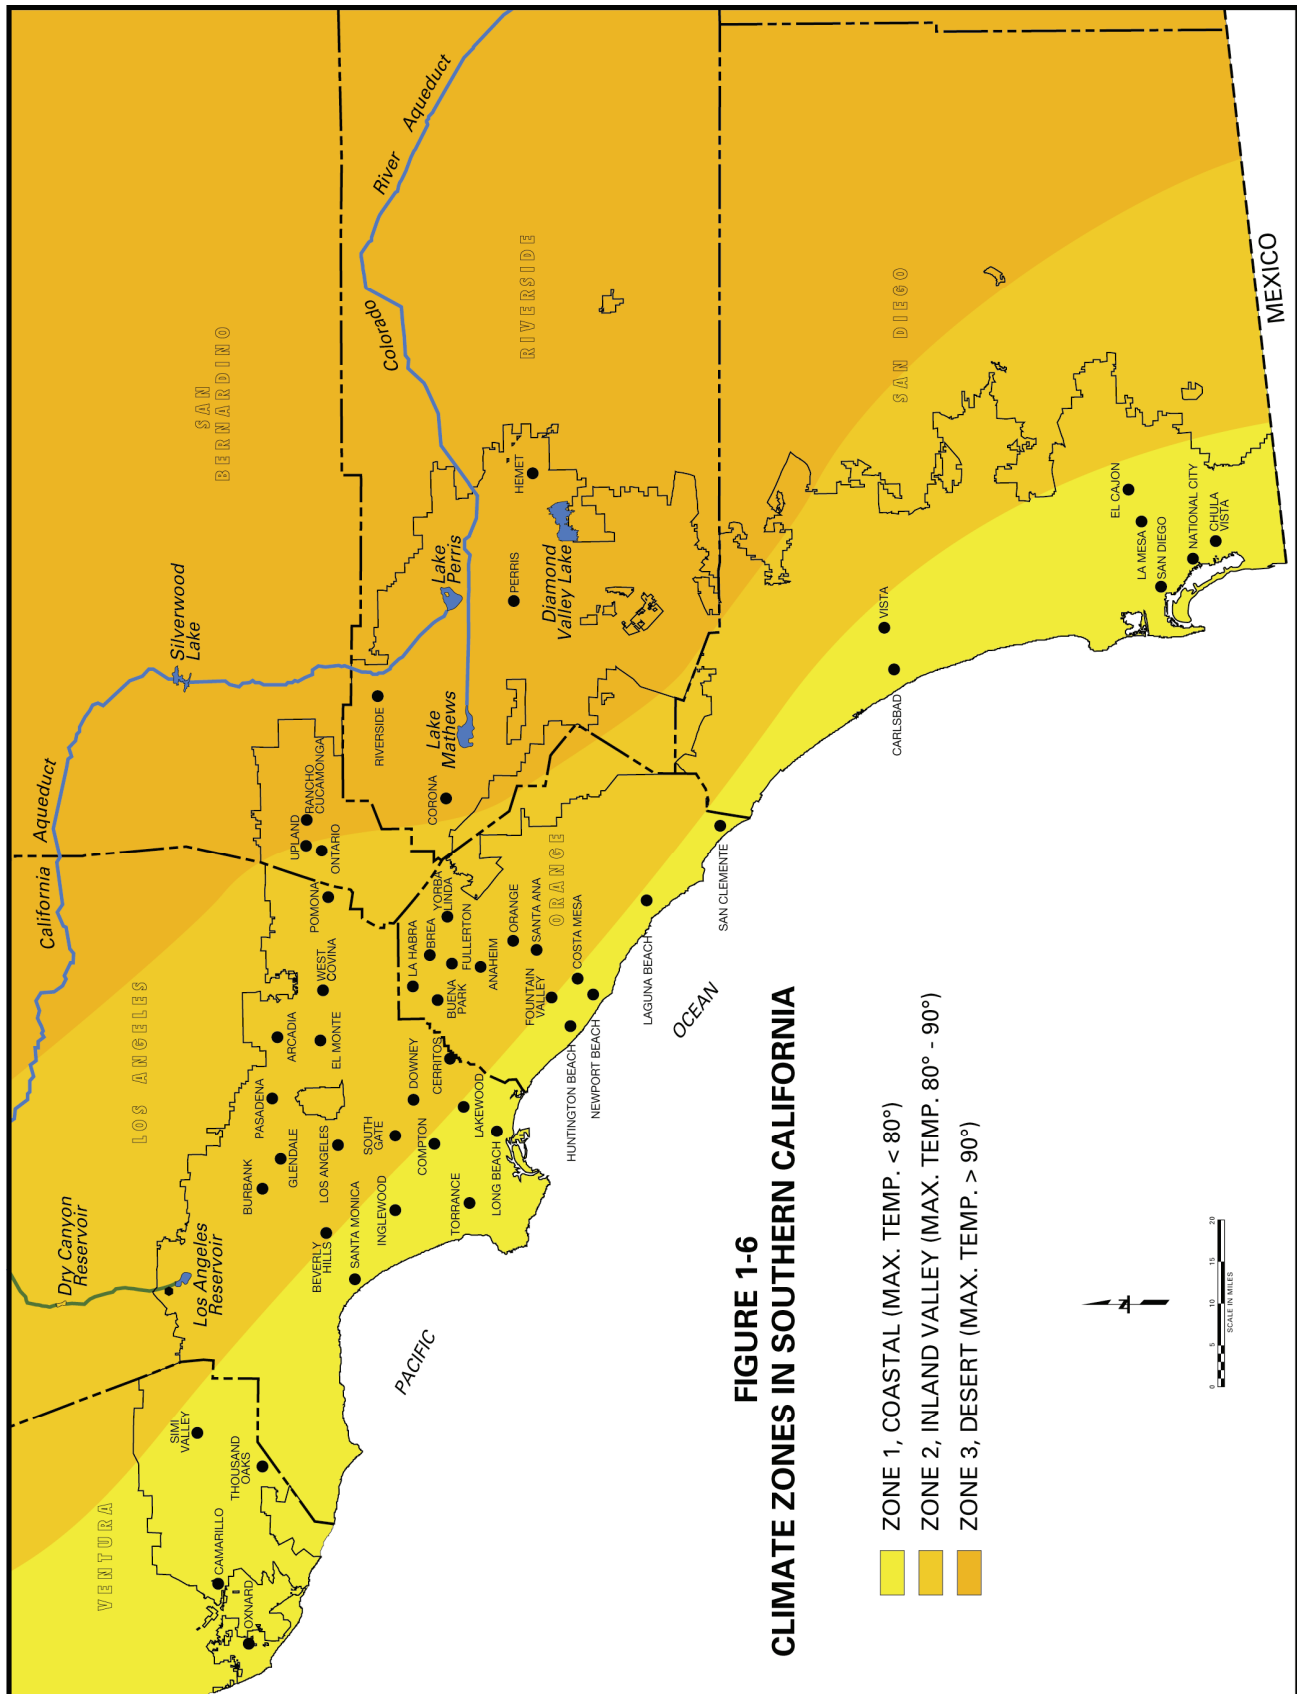 VENTURA
LOS ANGELES
SAN
BERNARDINO
RIVERSIDE
ORANGE
SAN DIEGO
Dry Canyon
Reservoir
Los Angeles
Reservoir
California Aqueduct
Silverwood
Lake
Colorado River Aqueduct
Lake
Perris
Lake
Mathews
Diamond
Valley Lake
OXNARD
CAMARILLO
THOUSAND
OAKS
SIMI
VALLEY
BURBANK
GLENDALE
PASADENA
ARCADIA
LOS ANGELES
EL MONTE
WEST
COVINA
POMONA
UPLAND
RANCHO
CUCAMONGA
ONTARIO
BEVERLY
HILLS
SANTA MONICA
INGLEWOOD
SOUTH
GATE
COMPTON
DOWNEY
TORRANCE
LONG BEACH
LAKEWOOD
CERRITOS
LA HABRA
BREA
YORBA
LINDA
BUENA
PARK
FULLERTON
ANAHEIM
ORANGE
SANTA ANA
FOUNTAIN
VALLEY
COSTA MESA
HUNTINGTON BEACH
NEWPORT BEACH
LAGUNA BEACH
SAN CLEMENTE
RIVERSIDE
CORONA
PERRIS
HEMET
VISTA
CARLSBAD
EL CAJON
LA MESA
SAN DIEGO
NATIONAL CITY
CHULA
VISTA
MEXICO
PACIFIC OCEAN
FIGURE 1-6
CLIMATE ZONES IN SOUTHERN CALIFORNIA
ZONE 1, COASTAL (MAX. TEMP. < 80°)
ZONE 2, INLAND VALLEY (MAX. TEMP. 80° - 90°)
ZONE 3, DESERT (MAX. TEMP. > 90°)
N
0 5 10 15 20
SCALE IN MILES